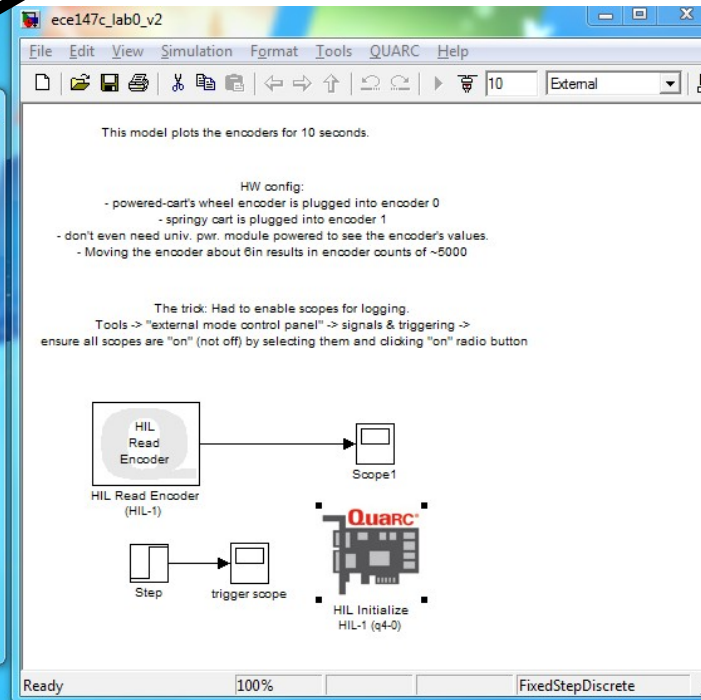 ece147c_lab0_v2
File Edit View Simulation Format Tools QUARC Help
10 External
This model plots the encoders for 10 seconds.
HW config:
- powered-cart's wheel encoder is plugged into encoder 0
- springy cart is plugged into encoder 1
- don't even need univ. pwr. module powered to see the encoder's values.
- Moving the encoder about 6in results in encoder counts of ~5000
The trick: Had to enable scopes for logging.
Tools -> "external mode control panel" -> signals & triggering ->
ensure all scopes are "on" (not off) by selecting them and clicking "on" radio button
HIL
Read
Encoder
HIL Read Encoder
(HIL-1)
Scope1
Step
trigger scope
QUARC
HIL Initialize
HIL-1 (q4-0)
Ready 100% FixedStepDiscrete